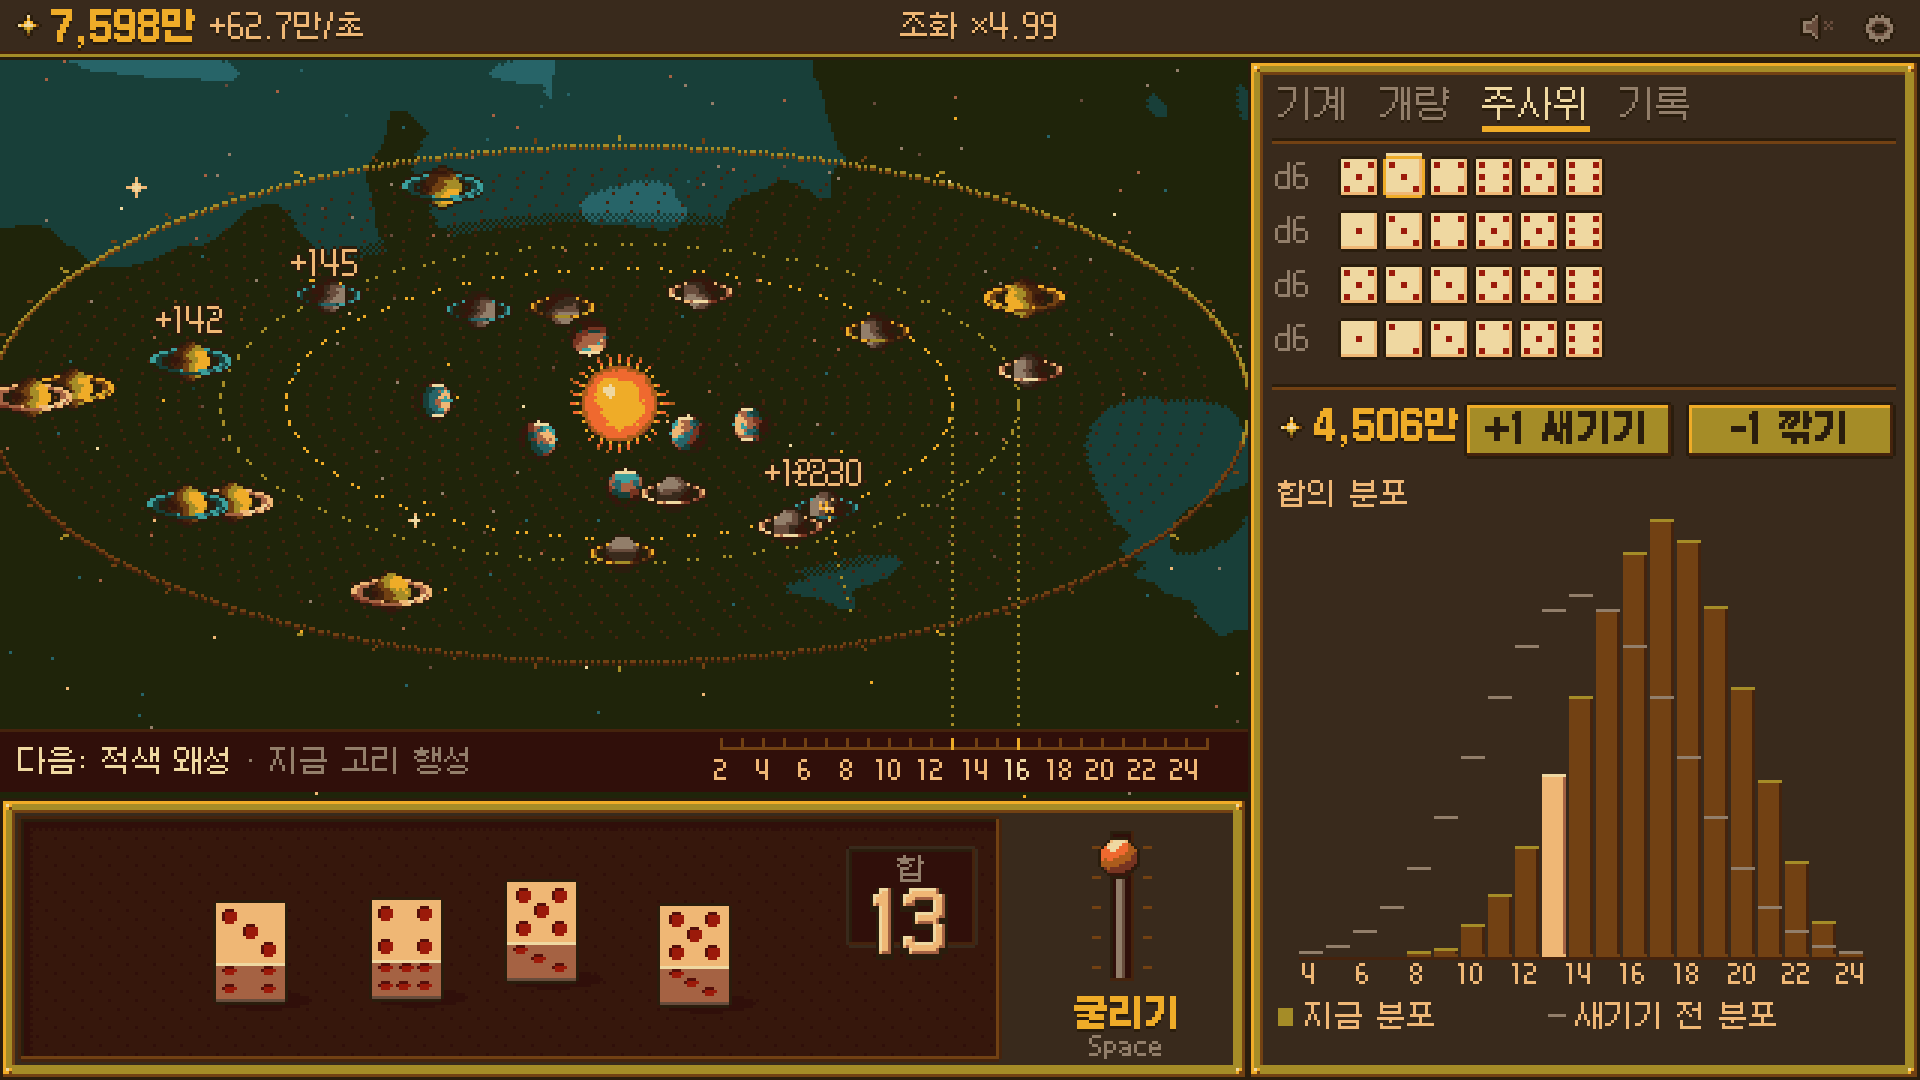 7,598만 +62.7만/초
조화 ×4.99
기계 개량 주사위 기록
d6
d6
d6
d6
4,506만 +1 새기기 -1 깎기
합의 분포
4 6 8 10 12 14 16 18 20 22 24
지금 분포 새기기 전 분포
+145
+142
다음: 적색 왜성 · 지금 고리 행성
2 4 6 8 10 12 14 16 18 20 22 24
합
13
굴리기
Space